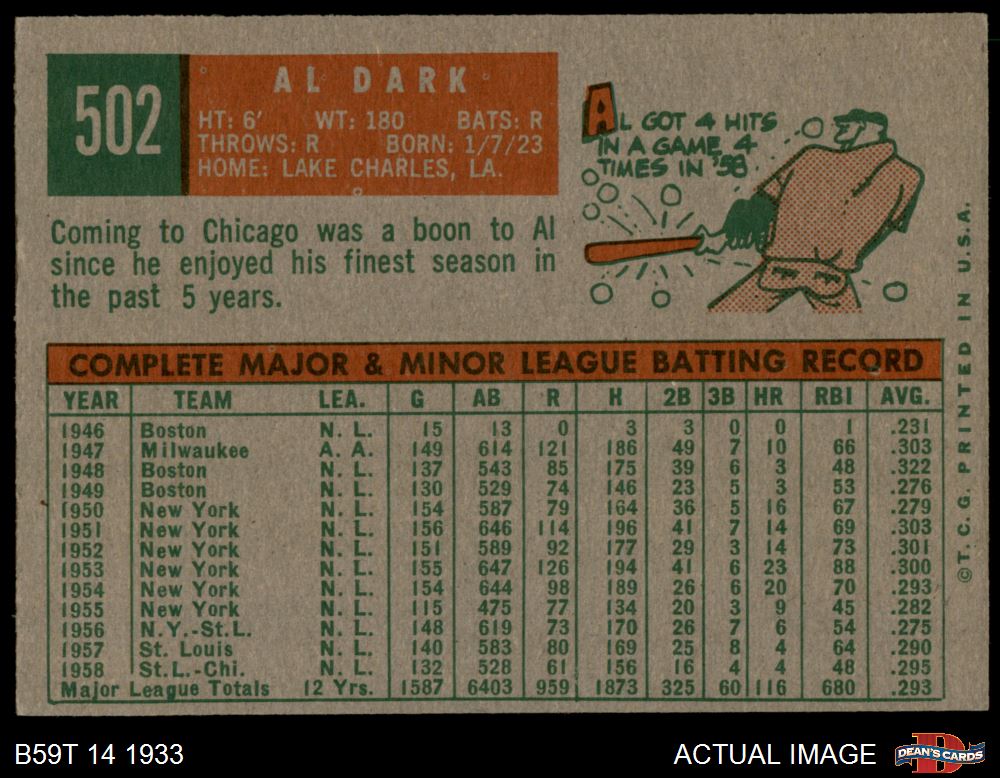 502
AL DARK
HT: 6' WT: 180 BATS: R
THROWS: R BORN: 1/7/23
HOME: LAKE CHARLES, LA.
AL GOT 4 HITS
IN A GAME 4
TIMES IN '58
Coming to Chicago was a boon to Al
since he enjoyed his finest season in
the past 5 years.
COMPLETE MAJOR & MINOR LEAGUE BATTING RECORD
YEAR TEAM LEA. G AB R H 2B 3B HR RBI AVG.
1946 Boston N. L. 15 13 0 3 3 0 0 1 .231
1947 Milwaukee A. A. 149 614 121 186 49 7 10 66 .303
1948 Boston N. L. 137 543 85 175 39 6 3 48 .322
1949 Boston N. L. 130 529 74 146 23 5 3 53 .276
1950 New York N. L. 154 587 79 164 36 5 16 67 .279
1951 New York N. L. 156 646 114 196 41 7 14 69 .303
1952 New York N. L. 151 589 92 177 29 3 14 73 .301
1953 New York N. L. 155 647 126 194 41 6 23 88 .300
1954 New York N. L. 154 644 98 189 26 6 20 70 .293
1955 New York N. L. 115 475 77 134 20 3 9 45 .282
1956 N.Y.-St.L. N. L. 148 619 73 170 26 7 6 54 .275
1957 St. Louis N. L. 140 583 80 169 25 8 4 64 .290
1958 St.L.-Chi. N. L. 132 528 61 156 16 4 4 48 .295
Major League Totals 12 Yrs. 1587 6403 959 1873 325 60 116 680 .293
©T. C. G. PRINTED IN U.S.A.
B59T 14 1933
ACTUAL IMAGE
DEAN'S CARDS